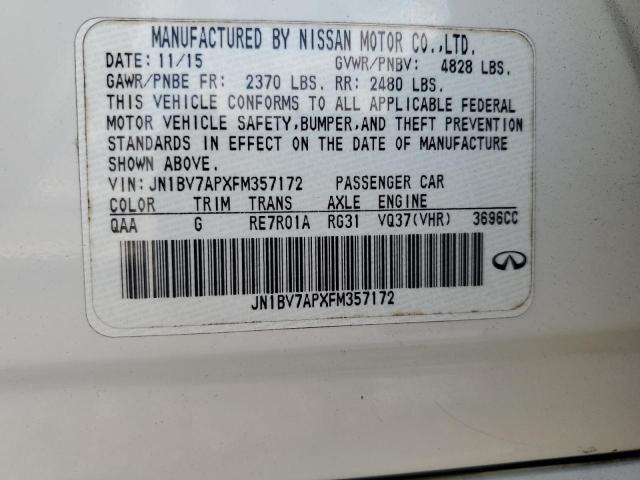 MANUFACTURED BY NISSAN MOTOR CO.,LTD.
DATE: 11/15 GVWR/PNBV: 4828 LBS.
GAWR/PNBE FR: 2370 LBS. RR: 2480 LBS.
THIS VEHICLE CONFORMS TO ALL APPLICABLE FEDERAL
MOTOR VEHICLE SAFETY,BUMPER,AND THEFT PREVENTION
STANDARDS IN EFFECT ON THE DATE OF MANUFACTURE
SHOWN ABOVE.
VIN: JN1BV7APXFM357172 PASSENGER CAR
COLOR TRIM TRANS AXLE ENGINE
QAA G RE7R01A RG31 VQ37(VHR) 3696CC
JN1BV7APXFM357172